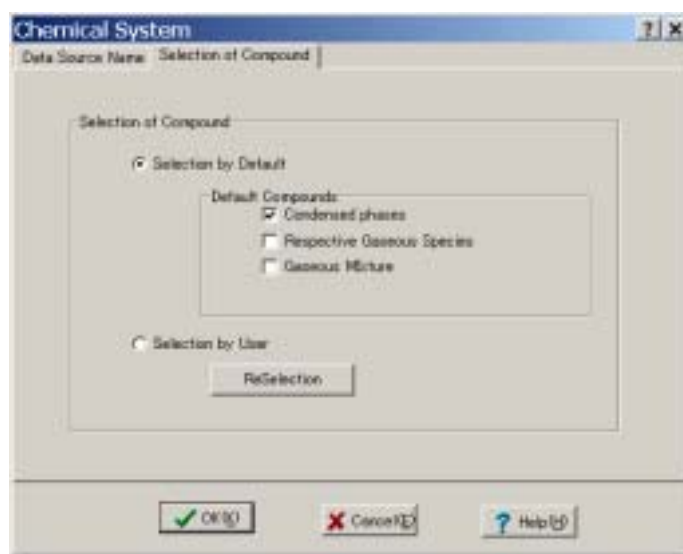 Chemical System
Data Source Name Selection of Compound
Selection of Compound
Selection by Default
Default Compounds
Condensed phases
Respective Gaseous Species
Gaseous Mixture
Selection by User
ReSelection
OK(K) Cancel(C) Help(H)